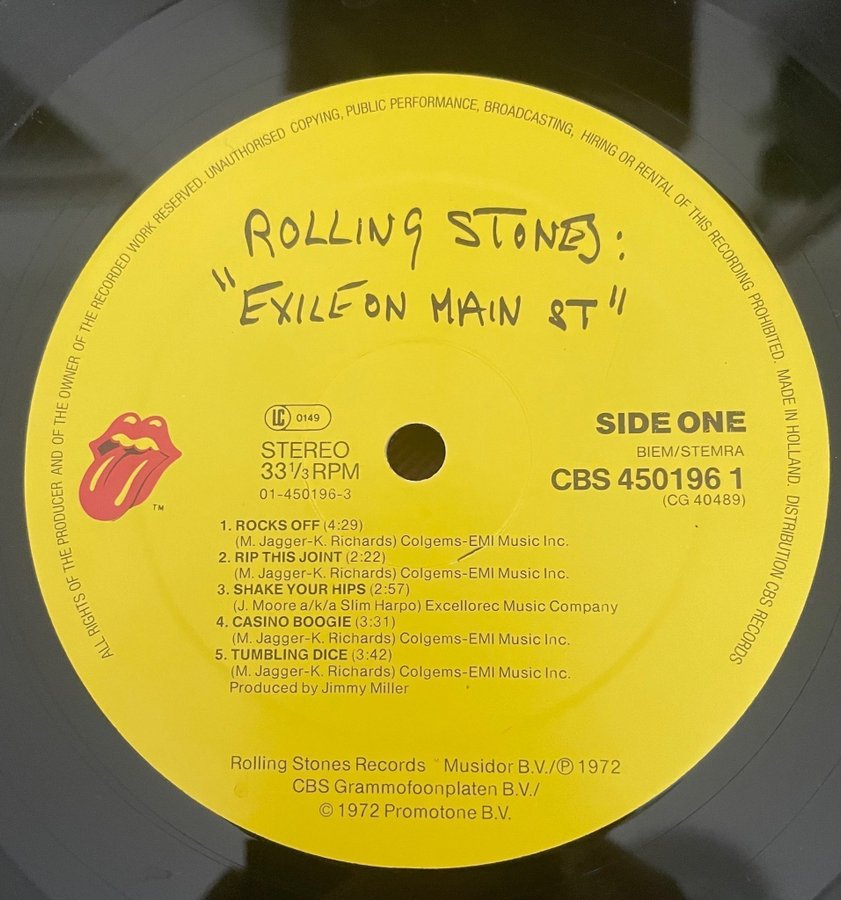 ALL RIGHTS OF THE PRODUCER AND OF THE OWNER OF THE RECORDED WORK RESERVED. UNAUTHORISED COPYING, PUBLIC PERFORMANCE, BROADCASTING, HIRING OR RENTAL OF THIS RECORDING PROHIBITED. MADE IN HOLLAND. DISTRIBUTION CBS RECORDS
ROLLING STONES:
"EXILE ON MAIN ST"
LC 0149
STEREO
33 1/3 RPM
01-450196-3
SIDE ONE
BIEM/STEMRA
CBS 450196 1
(CG 40489)
TM
1. ROCKS OFF (4:29)
(M. Jagger-K. Richards) Colgems-EMI Music Inc.
2. RIP THIS JOINT (2:22)
(M. Jagger-K. Richards) Colgems-EMI Music Inc.
3. SHAKE YOUR HIPS (2:57)
(J. Moore a/k/a Slim Harpo) Excellorec Music Company
4. CASINO BOOGIE (3:31)
(M. Jagger-K. Richards) Colgems-EMI Music Inc.
5. TUMBLING DICE (3:42)
(M. Jagger-K. Richards) Colgems-EMI Music Inc.
Produced by Jimmy Miller
Rolling Stones Records Musidor B.V./℗ 1972
CBS Grammofoonplaten B.V./
© 1972 Promotone B.V.